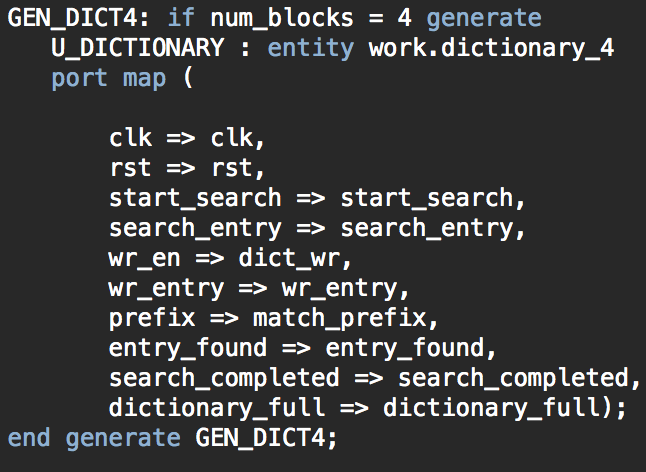 GEN_DICT4: if num_blocks = 4 generate
U_DICTIONARY : entity work.dictionary_4
port map (
clk => clk,
rst => rst,
start_search => start_search,
search_entry => search_entry,
wr_en => dict_wr,
wr_entry => wr_entry,
prefix => match_prefix,
entry_found => entry_found,
search_completed => search_completed,
dictionary_full => dictionary_full);
end generate GEN_DICT4;